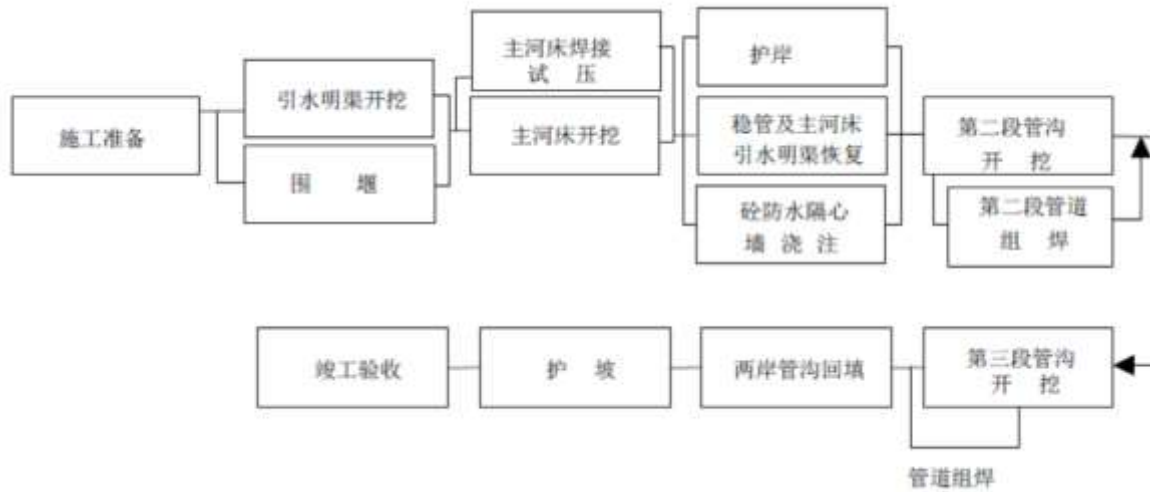 施工准备
引水明渠开挖
围 堰
主河床焊接
试 压
主河床开挖
护岸
稳管及主河床
引水明渠恢复
砼防水隔心
墙 浇 注
第二段管沟
开 挖
第二段管道
组 焊
竣工验收
护 坡
两岸管沟回填
第三段管沟
开 挖
管道组焊